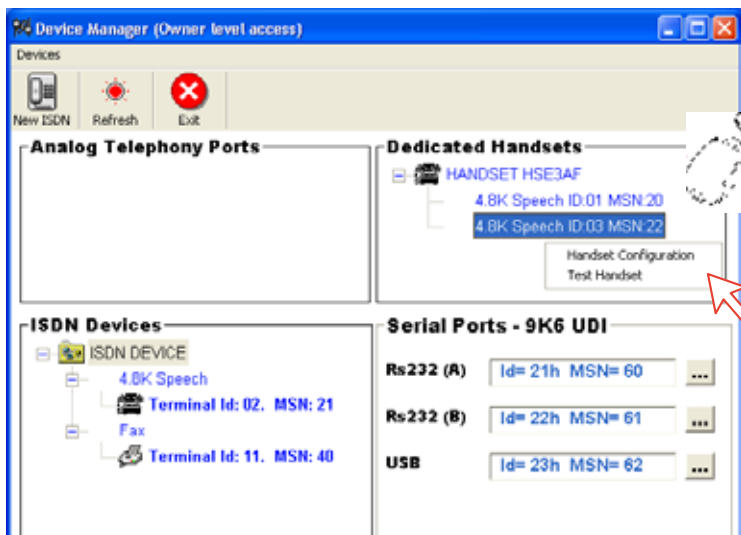 Device Manager (Owner level access)
Devices
New ISDN Refresh Exit
Analog Telephony Ports
Dedicated Handsets
HANDSET HSE3AF
4.8K Speech ID:01 MSN:20
4.8K Speech ID:03 MSN:22
Handset Configuration
Test Handset
ISDN Devices
ISDN DEVICE
4.8K Speech
Terminal Id: 02. MSN: 21
Fax
Terminal Id: 11. MSN: 40
Serial Ports - 9K6 UDI
Rs232 (A) Id= 21h MSN= 60 ...
Rs232 (B) Id= 22h MSN= 61 ...
USB Id= 23h MSN= 62 ...